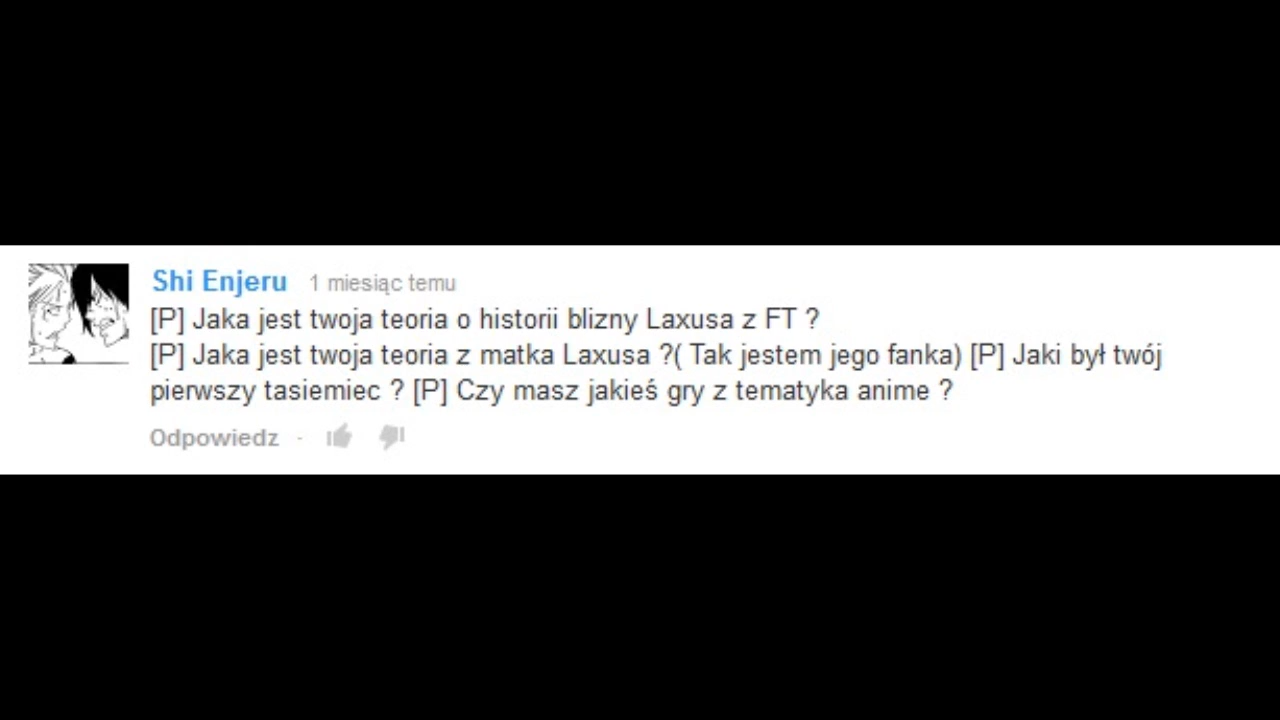 Shi Enjeru 1 miesiąc temu
[P] Jaka jest twoja teoria o historii blizny Laxusa z FT ?
[P] Jaka jest twoja teoria z matka Laxusa ?( Tak jestem jego fanka) [P] Jaki był twój
pierwszy tasiemiec ? [P] Czy masz jakieś gry z tematyka anime ?
Odpowiedz ·